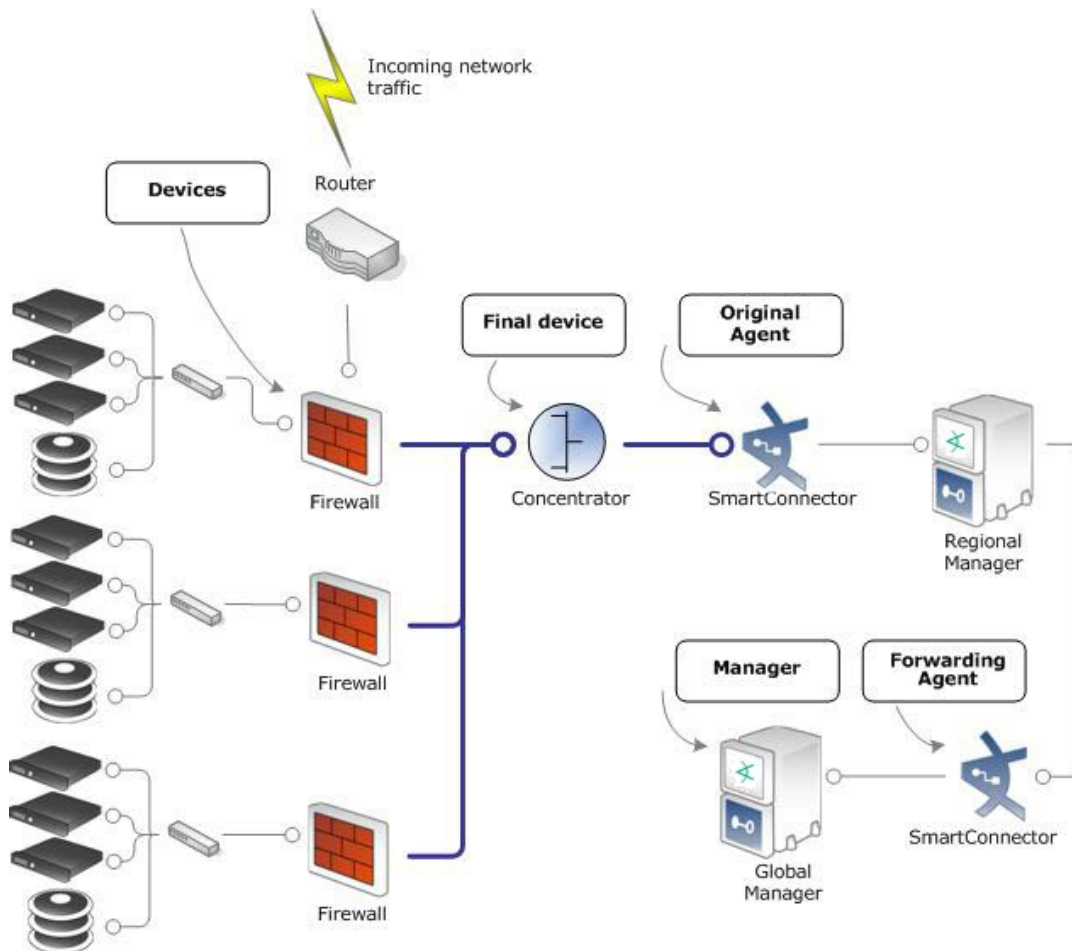 Incoming network
traffic
Router
Devices
Final device
Original
Agent
Firewall
Concentrator
SmartConnector
Regional
Manager
Firewall
Manager
Forwarding
Agent
SmartConnector
Global
Manager
Firewall